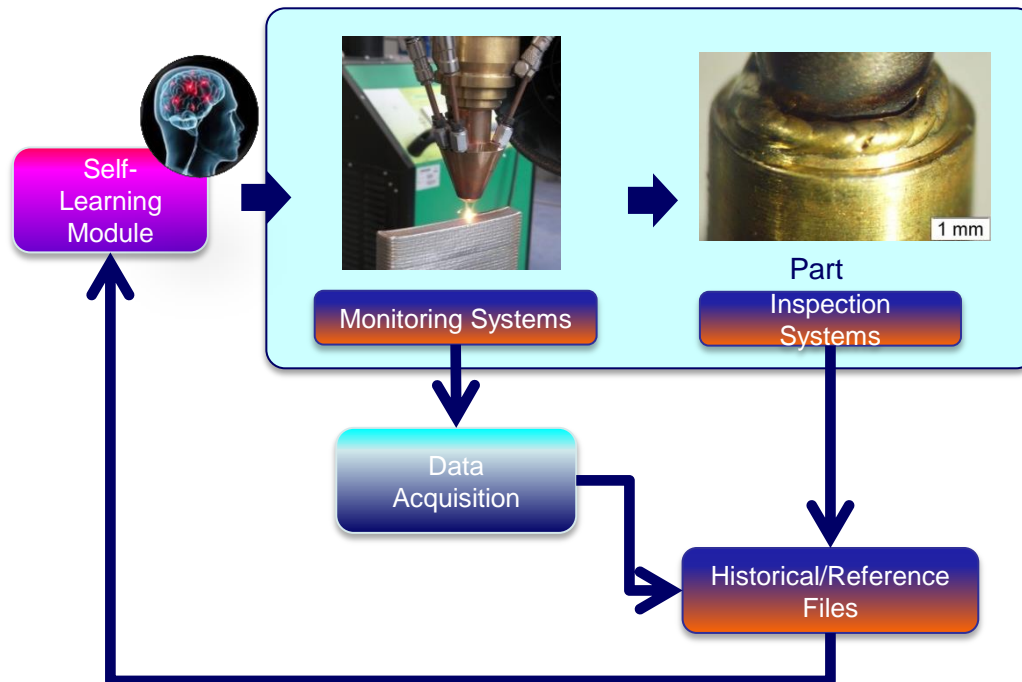 Self-
Learning
Module
1 mm
Part
Monitoring Systems
Inspection
Systems
Data
Acquisition
Historical/Reference
Files